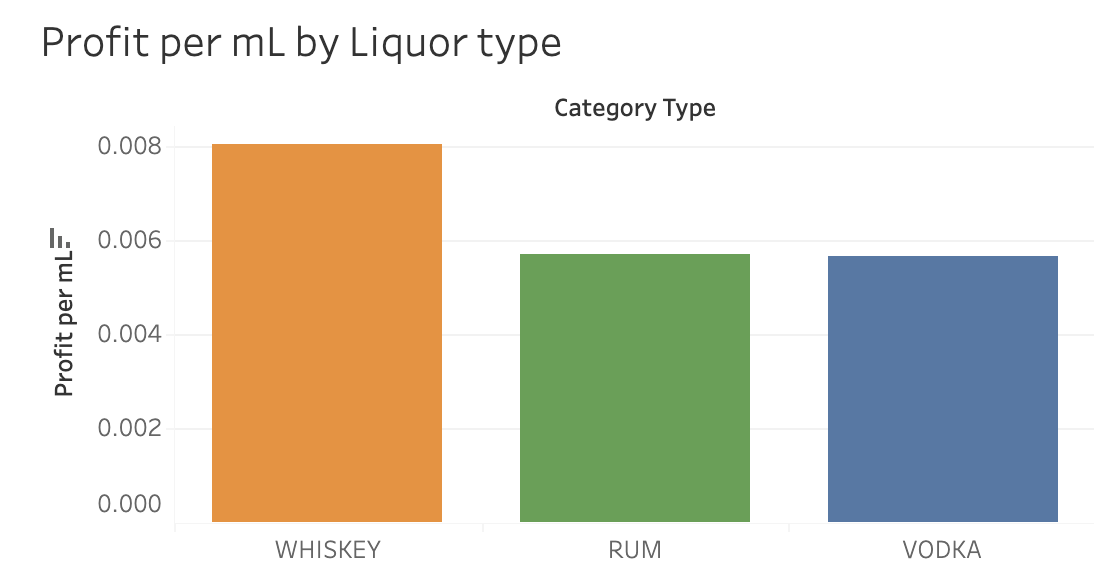 Profit per mL by Liquor type
Category Type
0.008
0.006
0.004
0.002
0.000
Profit per mL
WHISKEY RUM VODKA